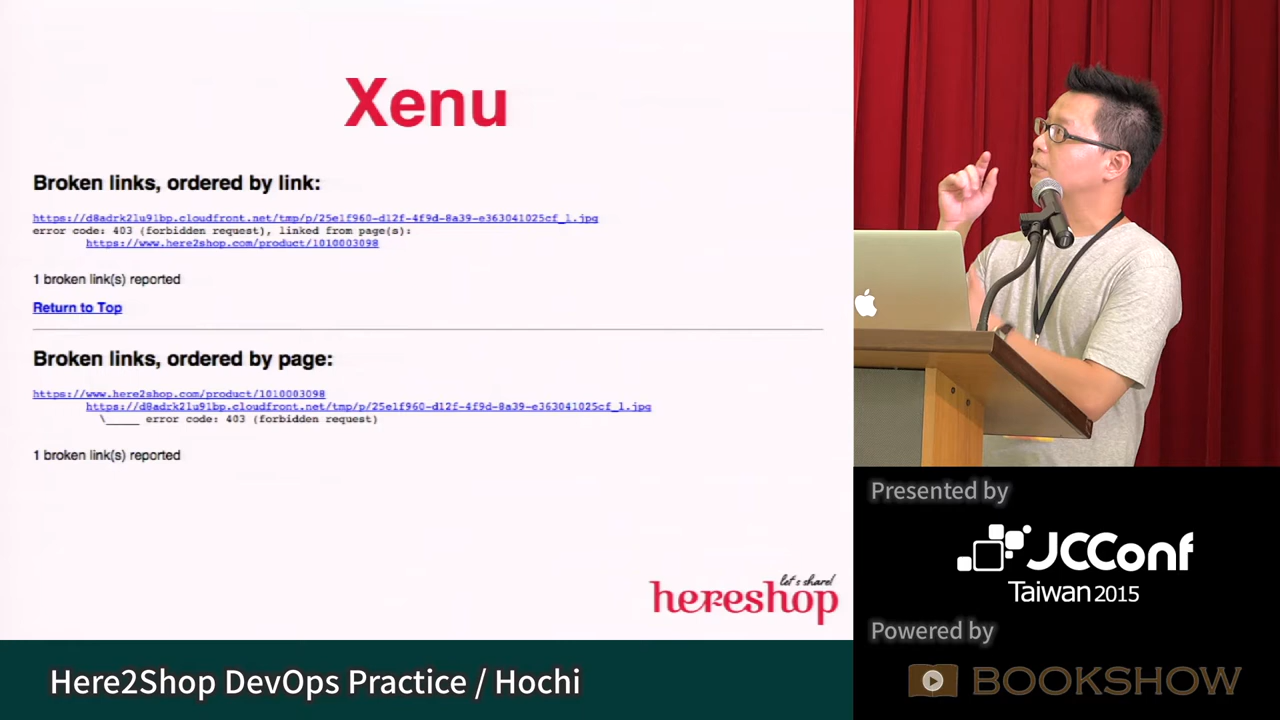 Xenu
Broken links, ordered by link:
https://d8adrk2lu91bp.cloudfront.net/tmp/p/25e1f960-d12f-4f9d-8a39-e363041025cf_1.jpg
error code: 403 (forbidden request), linked from page(s):
https://www.here2shop.com/product/1010003098
1 broken link(s) reported
Return to Top
Broken links, ordered by page:
https://www.here2shop.com/product/1010003098
https://d8adrk2lu91bp.cloudfront.net/tmp/p/25e1f960-d12f-4f9d-8a39-e363041025cf_1.jpg
\_____ error code: 403 (forbidden request)
1 broken link(s) reported
let's share!
hereshop
Here2Shop DevOps Practice / Hochi
Presented by
JCConf
Taiwan 2015
Powered by
BOOKSHOW